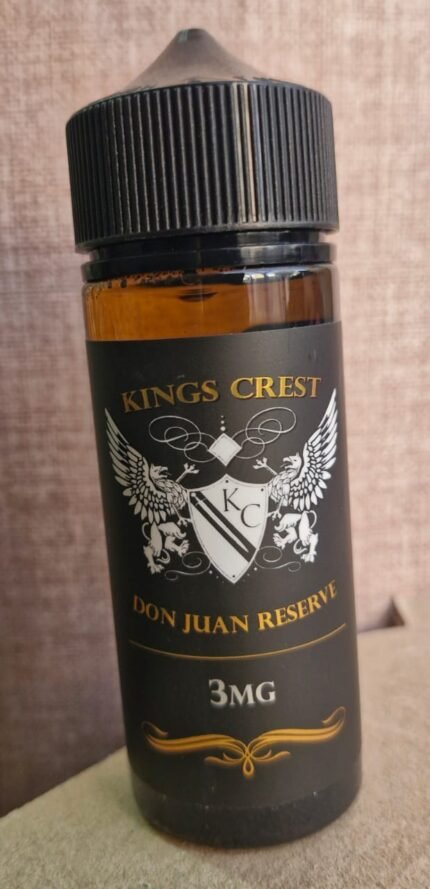 KINGS CREST
KC
DON JUAN RESERVE
3MG